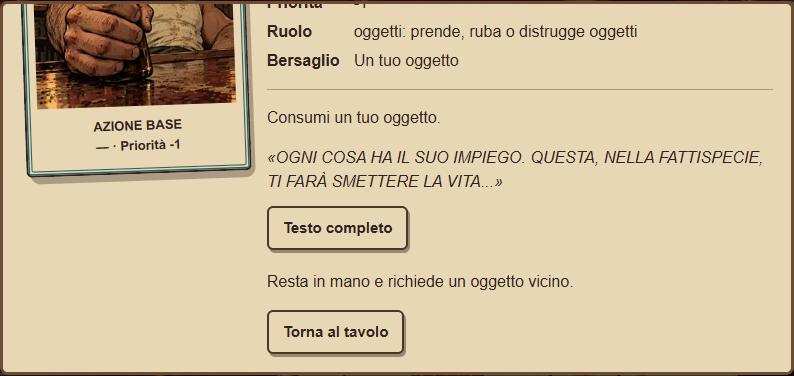 Priorità -1
Ruolo oggetti: prende, ruba o distrugge oggetti
Bersaglio Un tuo oggetto
AZIONE BASE
— · Priorità -1
Consumi un tuo oggetto.
«OGNI COSA HA IL SUO IMPIEGO. QUESTA, NELLA FATTISPECIE,
TI FARÀ SMETTERE LA VITA...»
Testo completo
Resta in mano e richiede un oggetto vicino.
Torna al tavolo